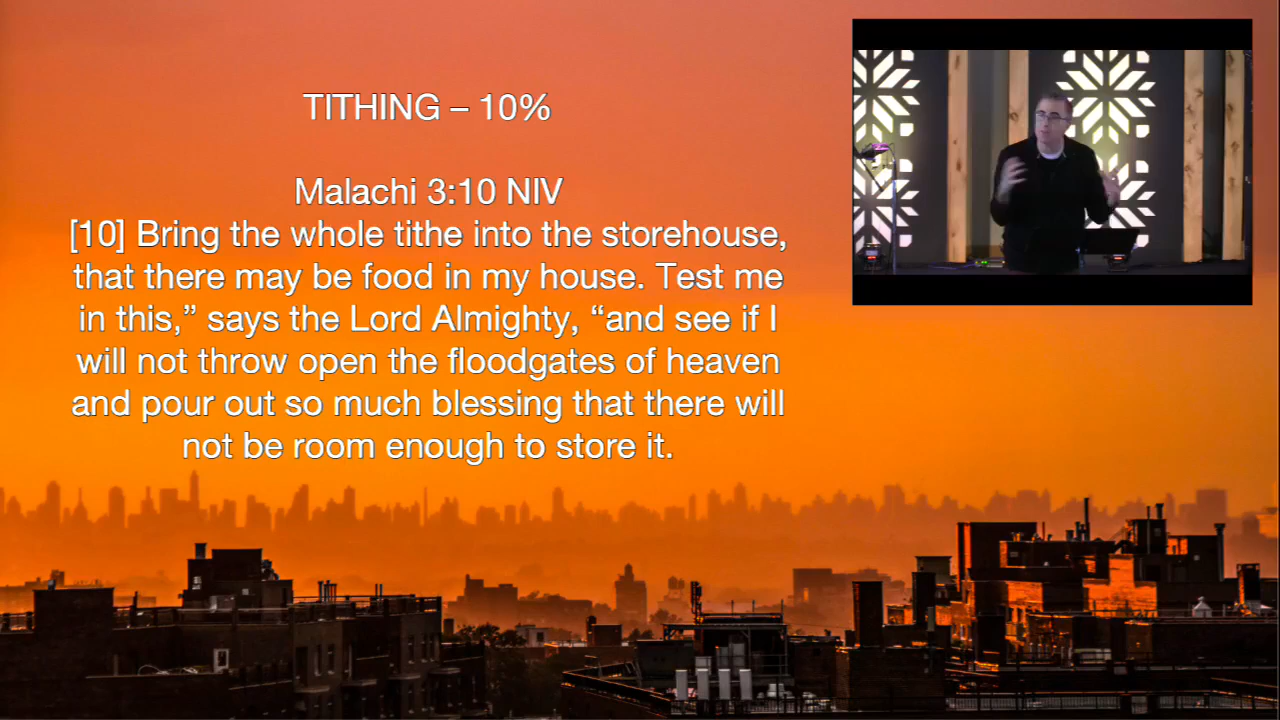 TITHING – 10%
Malachi 3:10 NIV
[10] Bring the whole tithe into the storehouse,
that there may be food in my house. Test me
in this,” says the Lord Almighty, “and see if I
will not throw open the floodgates of heaven
and pour out so much blessing that there will
not be room enough to store it.